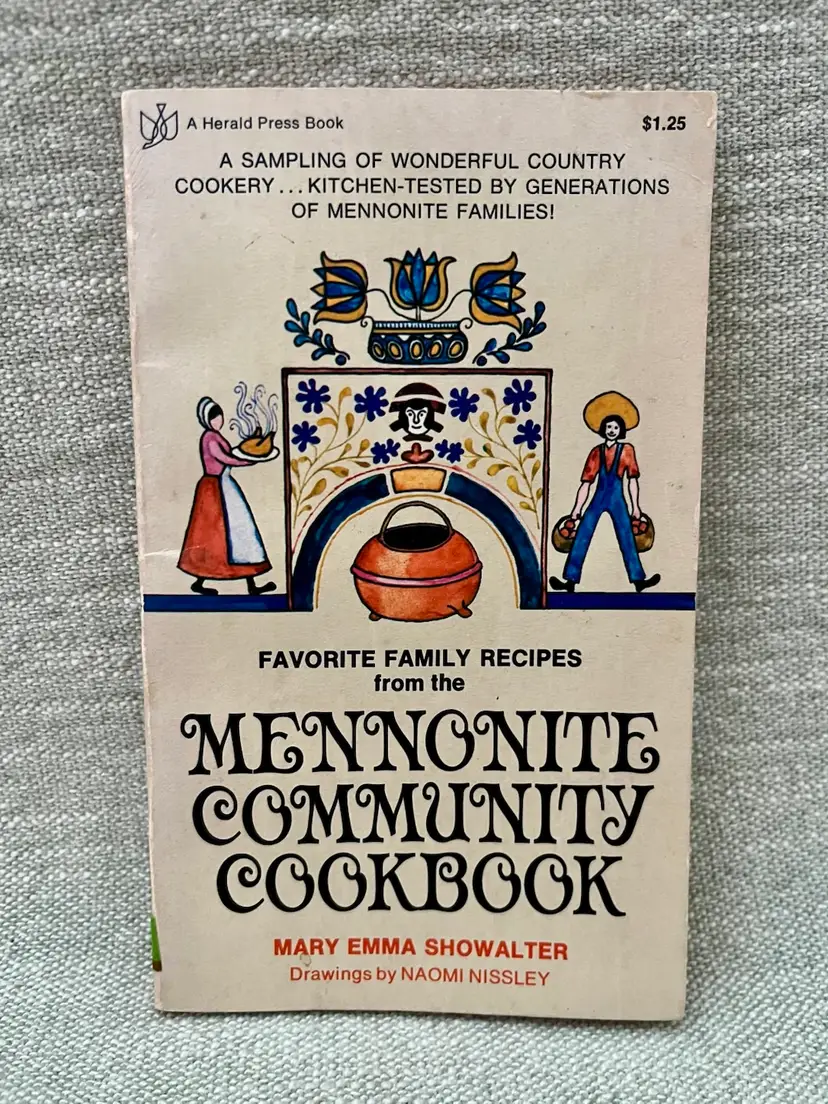 A Herald Press Book
$1.25
A SAMPLING OF WONDERFUL COUNTRY
COOKERY...KITCHEN-TESTED BY GENERATIONS
OF MENNONITE FAMILIES!
FAVORITE FAMILY RECIPES
from the
MENNONITE
COMMUNITY
COOKBOOK
MARY EMMA SHOWALTER
Drawings by NAOMI NISSLEY